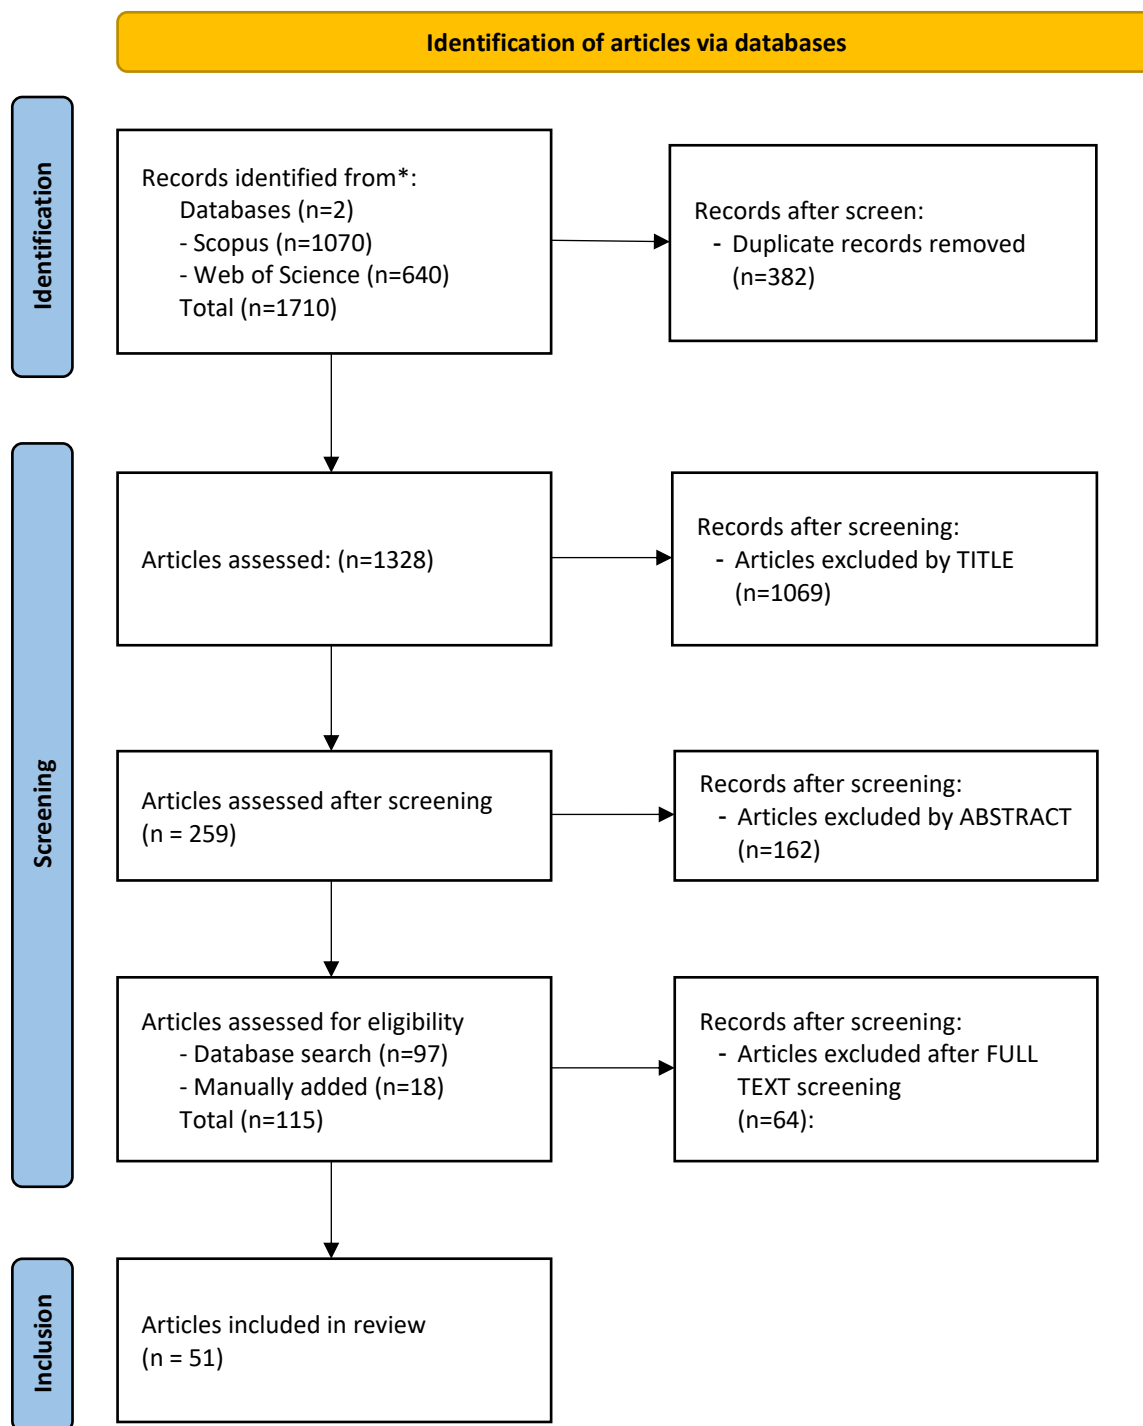 Identification of articles via databases
Identification
Records identified from*:
Databases (n=2)
- Scopus (n=1070)
- Web of Science (n=640)
Total (n=1710)
Records after screen:
- Duplicate records removed
(n=382)
Screening
Articles assessed: (n=1328)
Records after screening:
- Articles excluded by TITLE
(n=1069)
Articles assessed after screening
(n = 259)
Records after screening:
- Articles excluded by ABSTRACT
(n=162)
Articles assessed for eligibility
- Database search (n=97)
- Manually added (n=18)
Total (n=115)
Records after screening:
- Articles excluded after FULL
TEXT screening
(n=64):
Inclusion
Articles included in review
(n = 51)